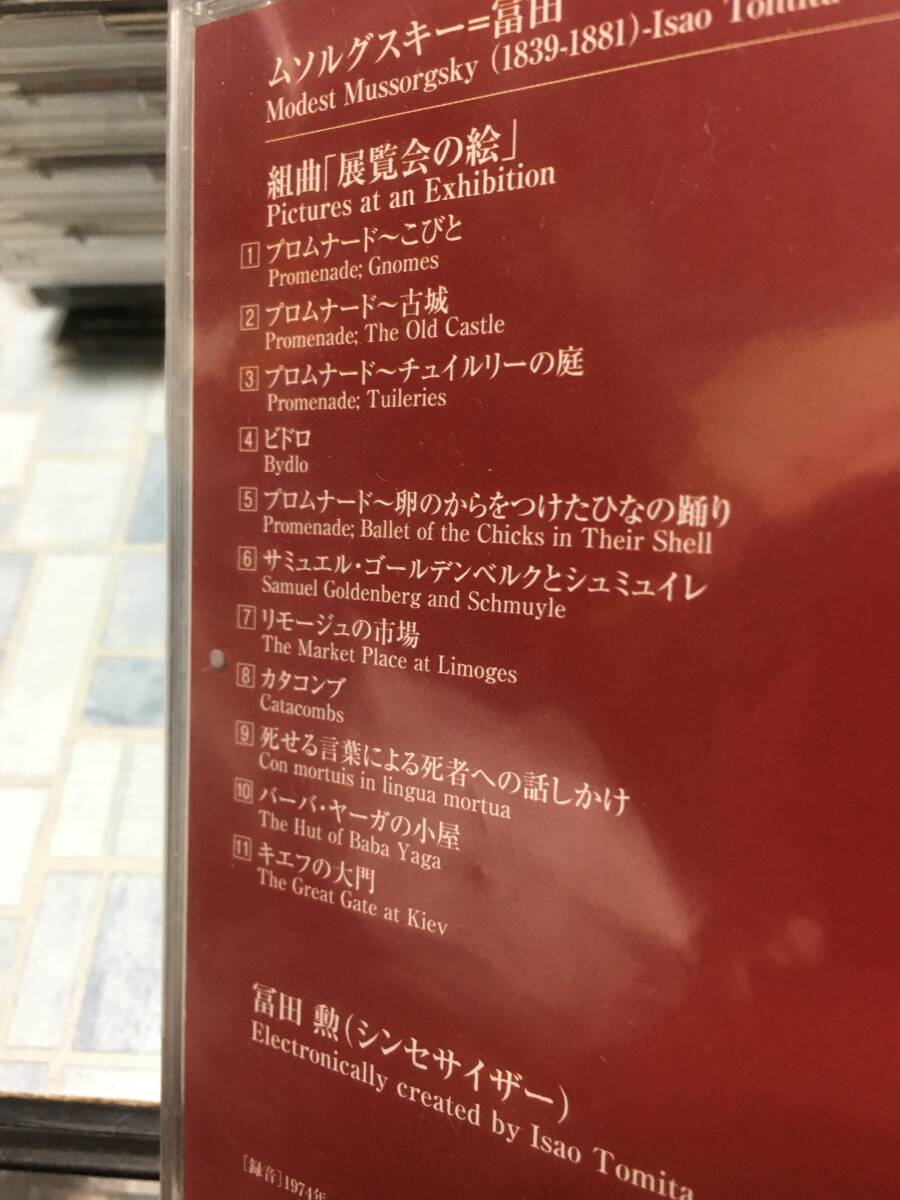 ムソルグスキー=冨田
Modest Mussorgsky (1839-1881)-Isao Tomita
組曲「展覧会の絵」
Pictures at an Exhibition
1 プロムナード~こびと
Promenade; Gnomes
2 プロムナード~古城
Promenade; The Old Castle
3 プロムナード~チュイルリーの庭
Promenade; Tuileries
4 ビドロ
Bydlo
5 プロムナード~卵のからをつけたひなの踊り
Promenade; Ballet of the Chicks in Their Shell
6 サミュエル・ゴールデンベルクとシュミュイレ
Samuel Goldenberg and Schmuyle
7 リモージュの市場
The Market Place at Limoges
8 カタコンブ
Catacombs
9 死せる言葉による死者への話しかけ
Con mortuis in lingua mortua
10 バーバ・ヤーガの小屋
The Hut of Baba Yaga
11 キエフの大門
The Great Gate at Kiev
冨田 勲(シンセサイザー)
Electronically created by Isao Tomita
[録音]1974年